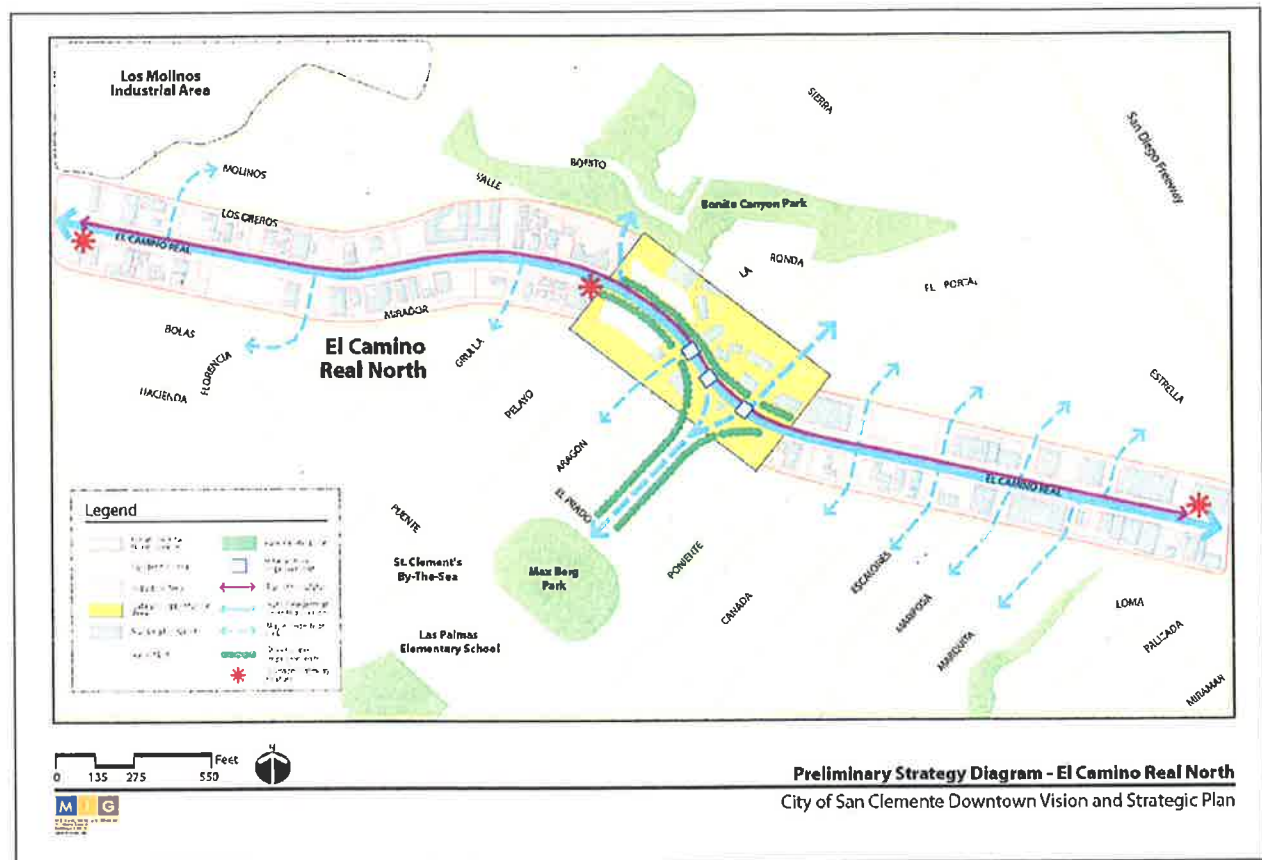 Los Molinos
Industrial Area
SIERRA
San Diego Freeway
MOLINOS
BONITO
VALLE
Bonito Canyon Park
LOS OBREROS
EL CAMINO REAL
LA RONDA
EL PORTAL
MIRADOR
BOLAS
El Camino
Real North
GRULLA
FLORENCIA
HACIENDA
ESTRELLA
PELAYO
ARAGON
EL CAMINO REAL
Legend
EL PRADO
PUENTE
St. Clement's
By-The-Sea
Max Berg
Park
PONIENTE
ESCALONES
CANADA
MARIPOSA
LOMA
MARQUITA
PALIZADA
Las Palmas
Elementary School
MIRAMAR
N
Feet
0 135 275 550
Preliminary Strategy Diagram - El Camino Real North
City of San Clemente Downtown Vision and Strategic Plan
M I G